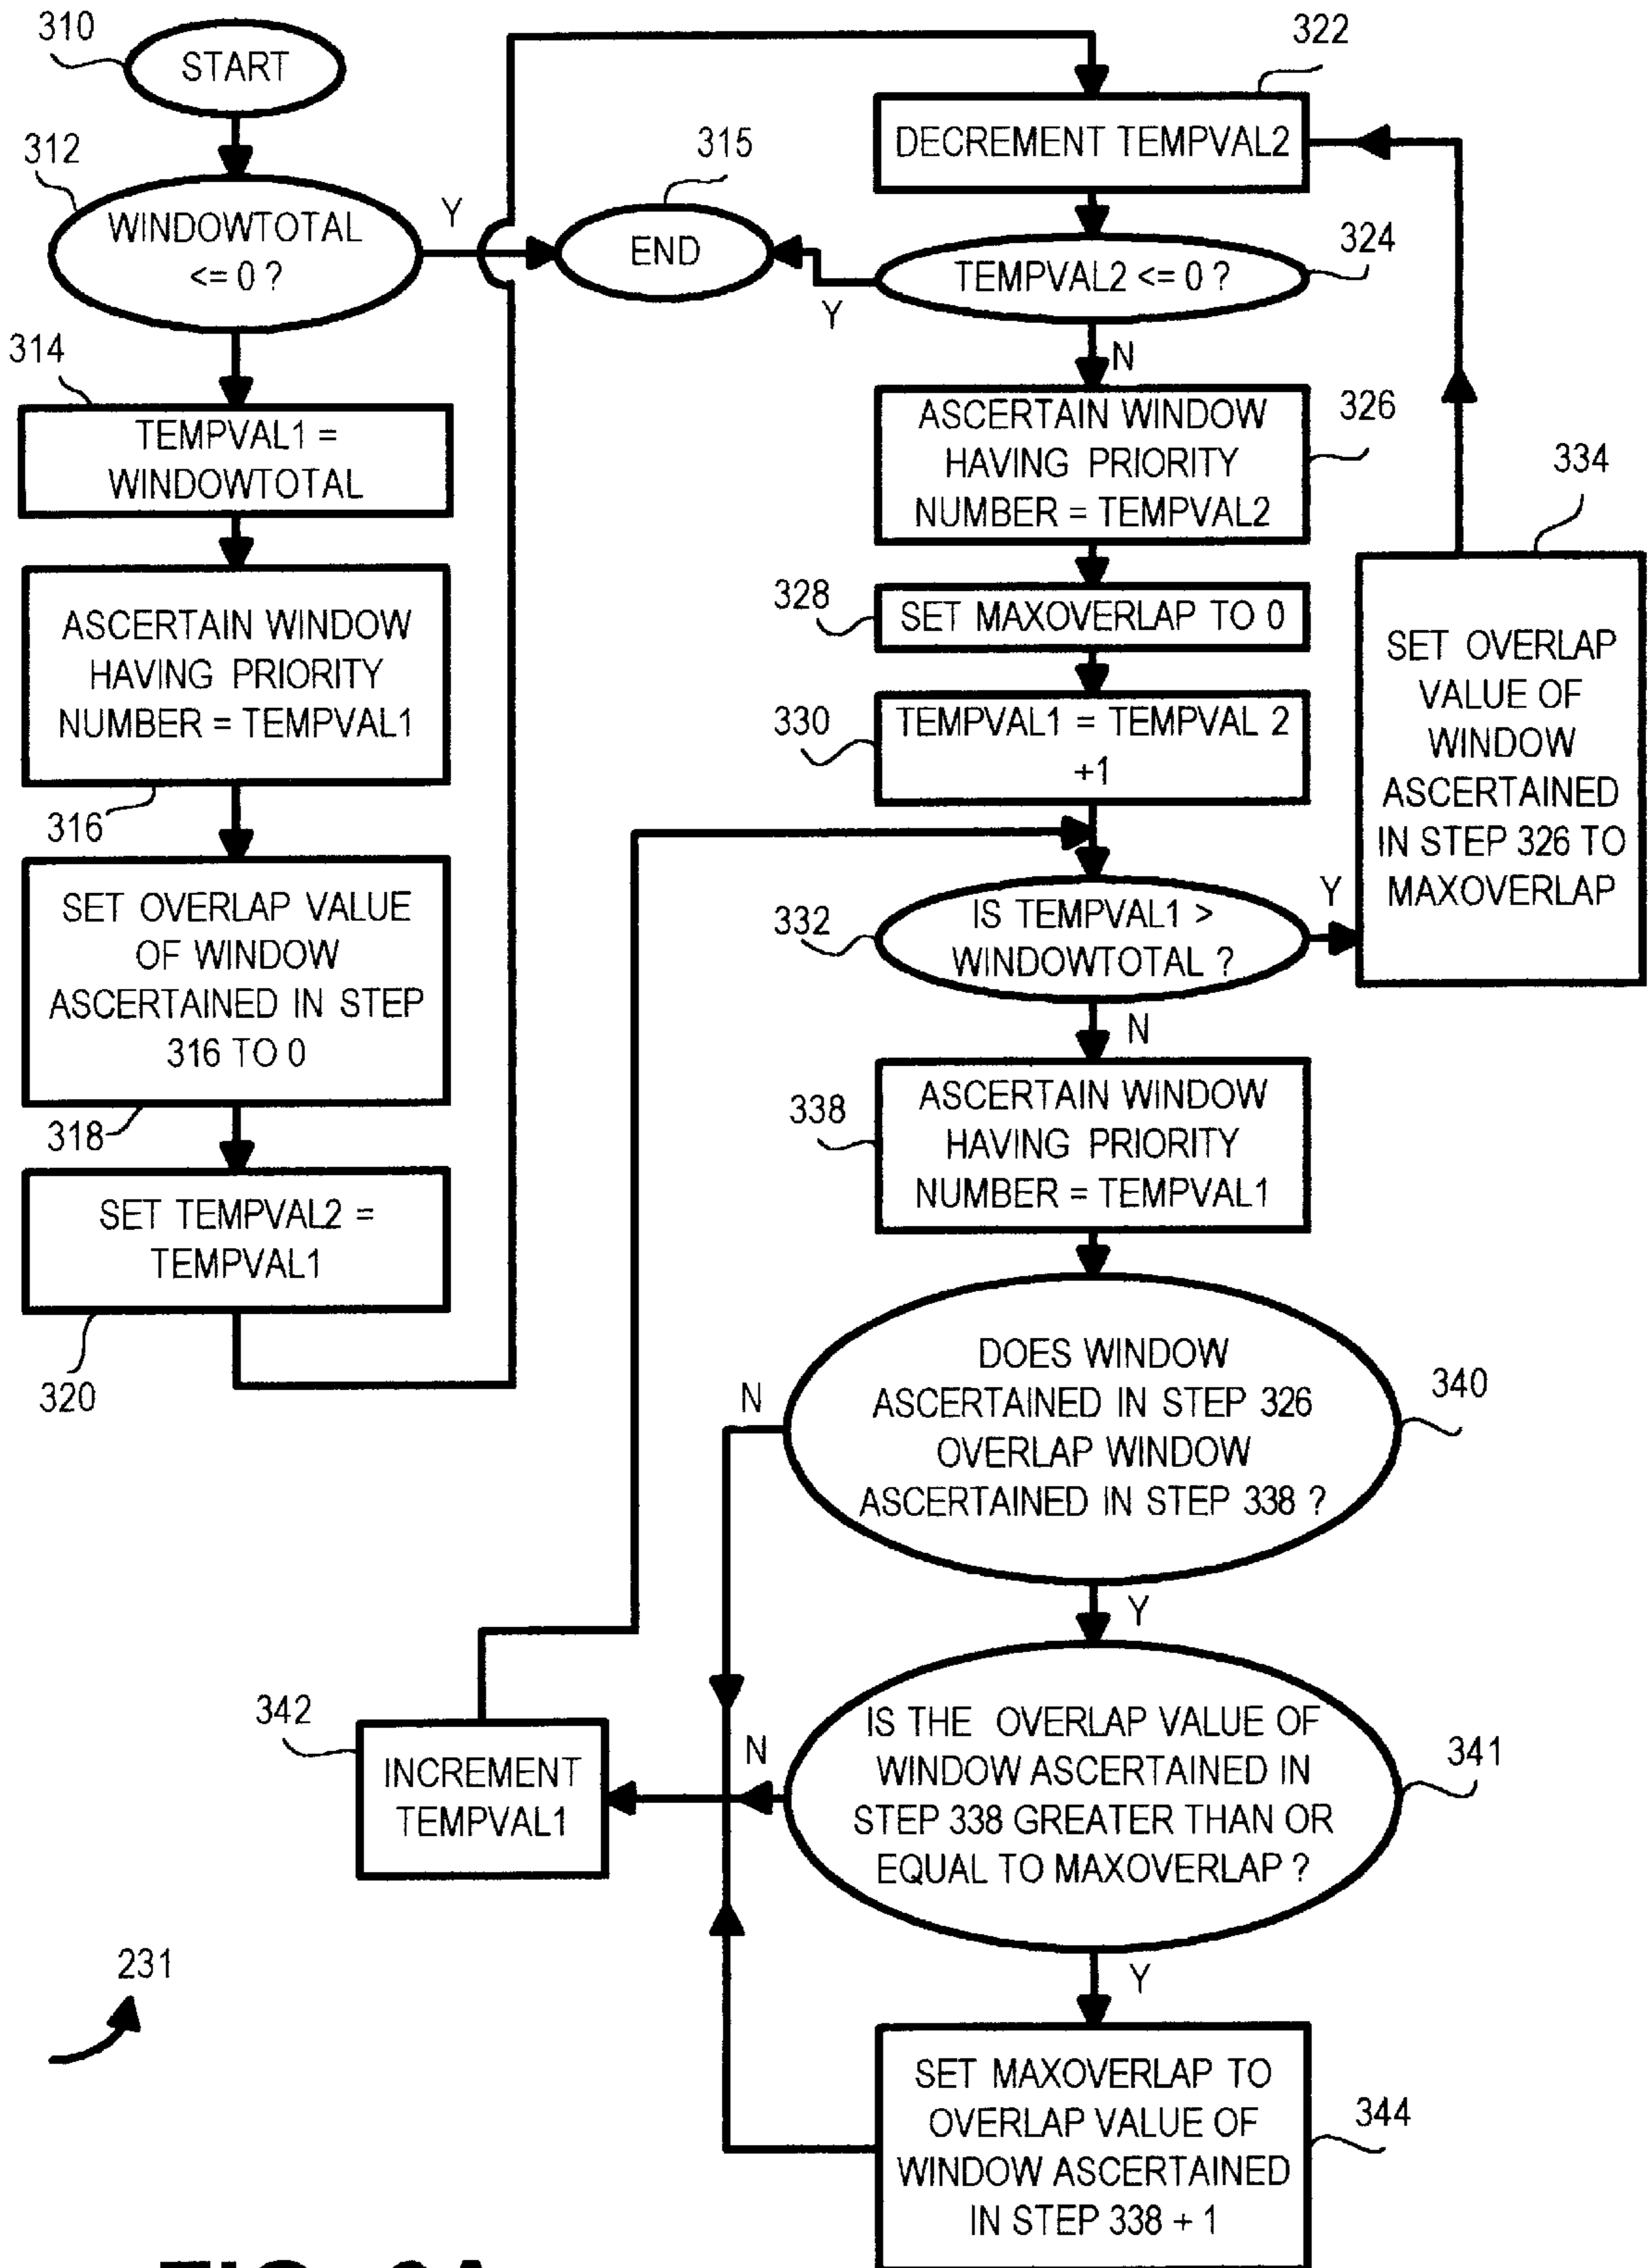 310
START
312
WINDOWTOTAL
<= 0 ?
Y
315
END
314
TEMPVAL1 =
WINDOWTOTAL
ASCERTAIN WINDOW
HAVING PRIORITY
NUMBER = TEMPVAL1
316
SET OVERLAP VALUE
OF WINDOW
ASCERTAINED IN STEP
316 TO 0
318
SET TEMPVAL2 =
TEMPVAL1
320
322
DECREMENT TEMPVAL2
324
TEMPVAL2 <= 0 ?
Y
N
ASCERTAIN WINDOW
HAVING PRIORITY
NUMBER = TEMPVAL2
326
328
SET MAXOVERLAP TO 0
330
TEMPVAL1 = TEMPVAL 2
+1
332
IS TEMPVAL1 >
WINDOWTOTAL ?
Y
334
SET OVERLAP
VALUE OF
WINDOW
ASCERTAINED
IN STEP 326 TO
MAXOVERLAP
N
338
ASCERTAIN WINDOW
HAVING PRIORITY
NUMBER = TEMPVAL1
DOES WINDOW
ASCERTAINED IN STEP 326
OVERLAP WINDOW
ASCERTAINED IN STEP 338 ?
340
N
Y
342
INCREMENT
TEMPVAL1
N
IS THE OVERLAP VALUE OF
WINDOW ASCERTAINED IN
STEP 338 GREATER THAN OR
EQUAL TO MAXOVERLAP ?
341
Y
231
SET MAXOVERLAP TO
OVERLAP VALUE OF
WINDOW ASCERTAINED
IN STEP 338 + 1
344